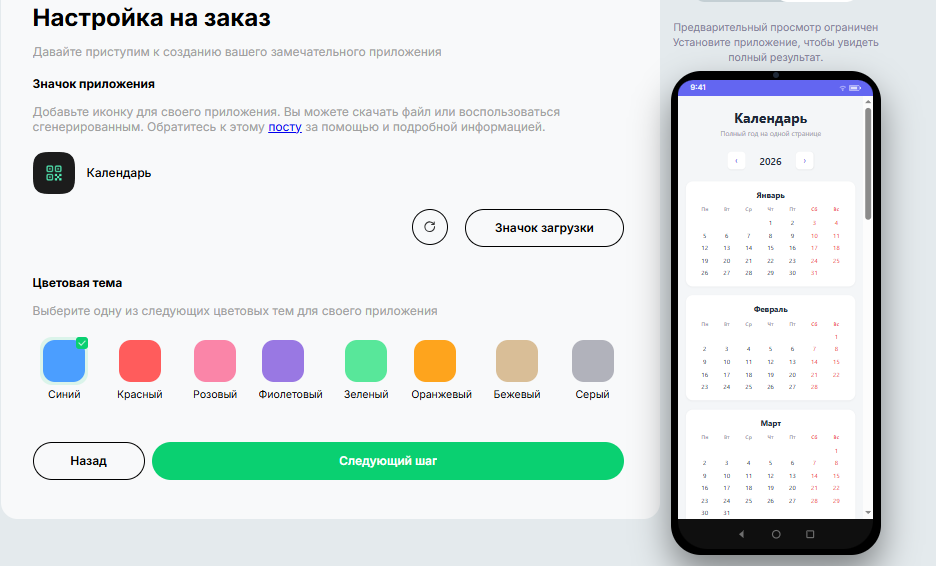 Настройка на заказ
Давайте приступим к созданию вашего замечательного приложения
Значок приложения
Добавьте иконку для своего приложения. Вы можете скачать файл или воспользоваться
сгенерированным. Обратитесь к этому посту за помощью и подробной информацией.
Календарь
Значок загрузки
Цветовая тема
Выберите одну из следующих цветовых тем для своего приложения
Синий Красный Розовый Фиолетовый Зеленый Оранжевый Бежевый Серый
Назад Следующий шаг
Предварительный просмотр ограничен
Установите приложение, чтобы увидеть
полный результат.
9:41
Календарь
Полный год на одной странице
‹ 2026 ›
Январь
Пн Вт Ср Чт Пт Сб Вс
1 2 3 4
5 6 7 8 9 10 11
12 13 14 15 16 17 18
19 20 21 22 23 24 25
26 27 28 29 30 31
Февраль
Пн Вт Ср Чт Пт Сб Вс
1
2 3 4 5 6 7 8
9 10 11 12 13 14 15
16 17 18 19 20 21 22
23 24 25 26 27 28
Март
Пн Вт Ср Чт Пт Сб Вс
1
2 3 4 5 6 7 8
9 10 11 12 13 14 15
16 17 18 19 20 21 22
23 24 25 26 27 28 29
30 31